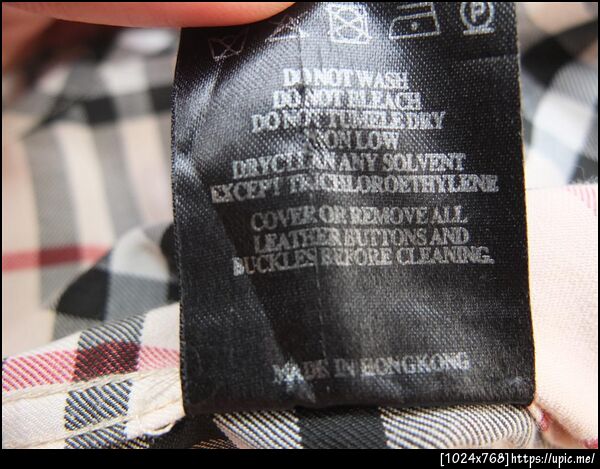 DO NOT WASH
DO NOT BLEACH
DO NOT TUMBLE DRY
IRON LOW
DRYCLEAN ANY SOLVENT
EXCEPT TRICHLOROETHYLENE
COVER OR REMOVE ALL
LEATHER BUTTONS AND
BUCKLES BEFORE CLEANING.
MADE IN HONGKONG
[1024x768]https://upic.me/